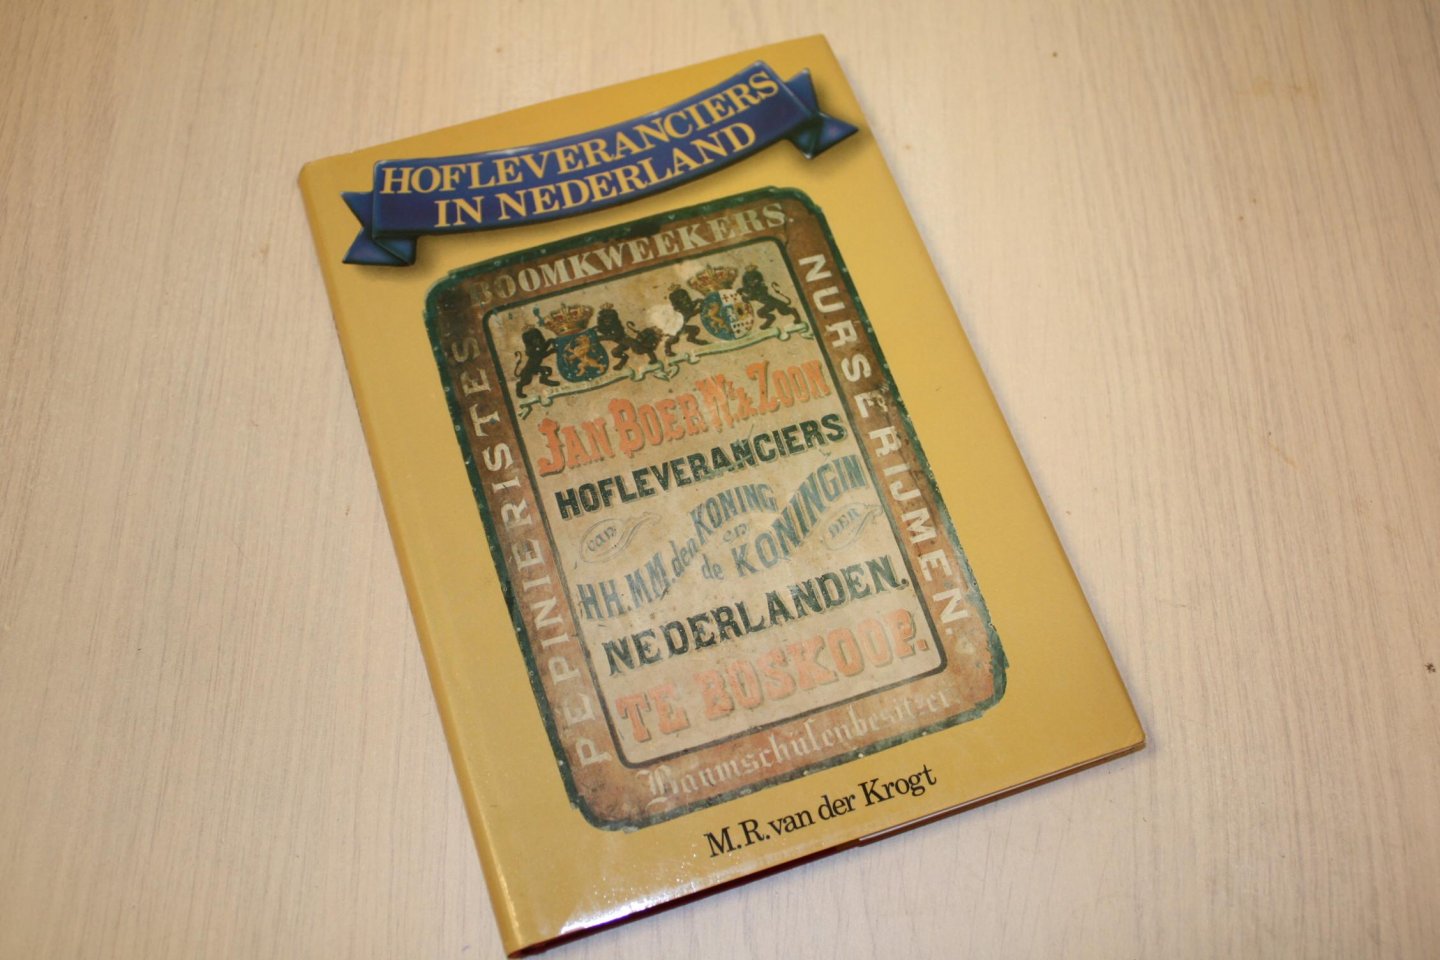 HOFLEVERANCIERS
IN NEDERLAND
BOOMKWEEKERS.
PEPINIERISTES
NURSERIJMEN.
JAN BOER Wz. ZOON
HOFLEVERANCIERS
van
HH.MM. den KONING
en
de KONINGIN
DER
NEDERLANDEN.
TE BOSKOOP.
Baumschulenbesitzer
M.R. van der Krogt